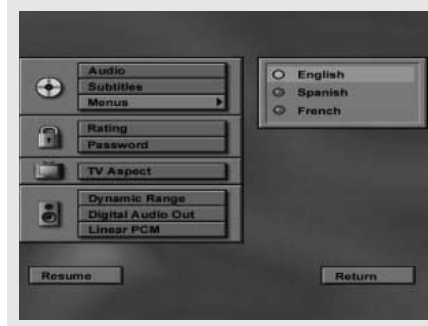 Audio
Subtitles
Menus
Rating
Password
TV Aspect
Dynamic Range
Digital Audio Out
Linear PCM
English
Spanish
French
Resume
Return